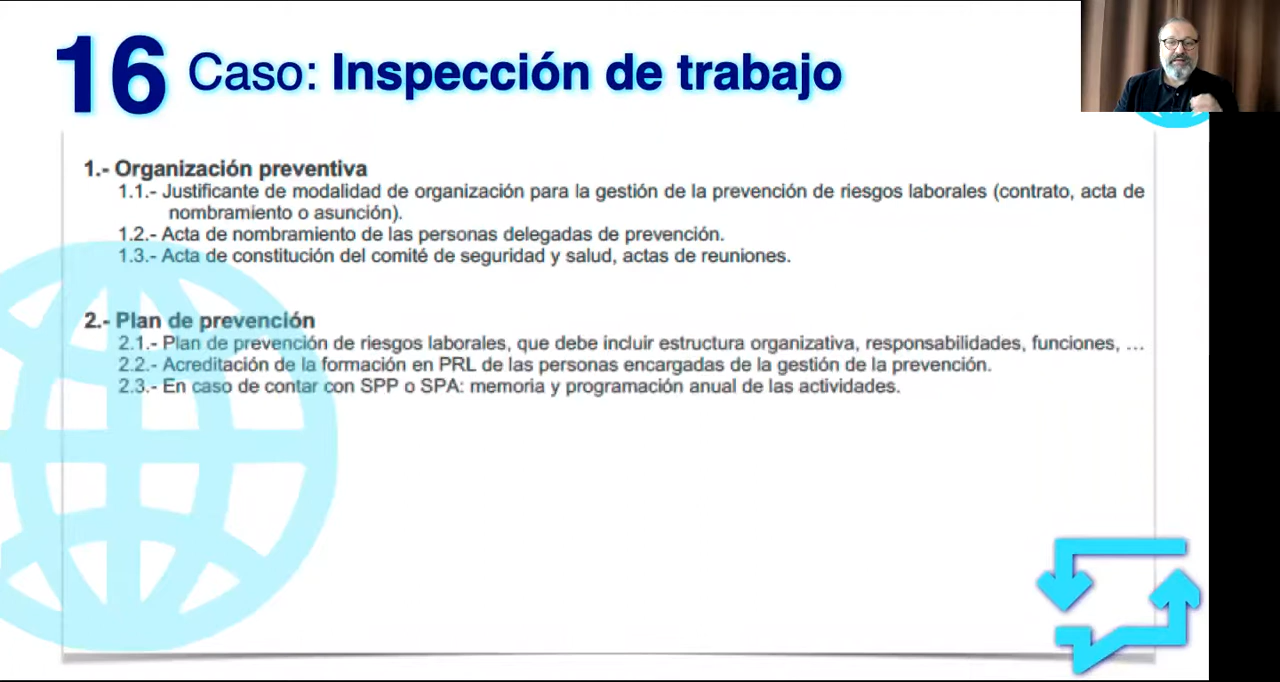 16 Caso: Inspección de trabajo
1.- Organización preventiva
1.1.- Justificante de modalidad de organización para la gestión de la prevención de riesgos laborales (contrato, acta de
nombramiento o asunción).
1.2.- Acta de nombramiento de las personas delegadas de prevención.
1.3.- Acta de constitución del comité de seguridad y salud, actas de reuniones.
2.- Plan de prevención
2.1.- Plan de prevención de riesgos laborales, que debe incluir estructura organizativa, responsabilidades, funciones, ...
2.2.- Acreditación de la formación en PRL de las personas encargadas de la gestión de la prevención.
2.3.- En caso de contar con SPP o SPA: memoria y programación anual de las actividades.